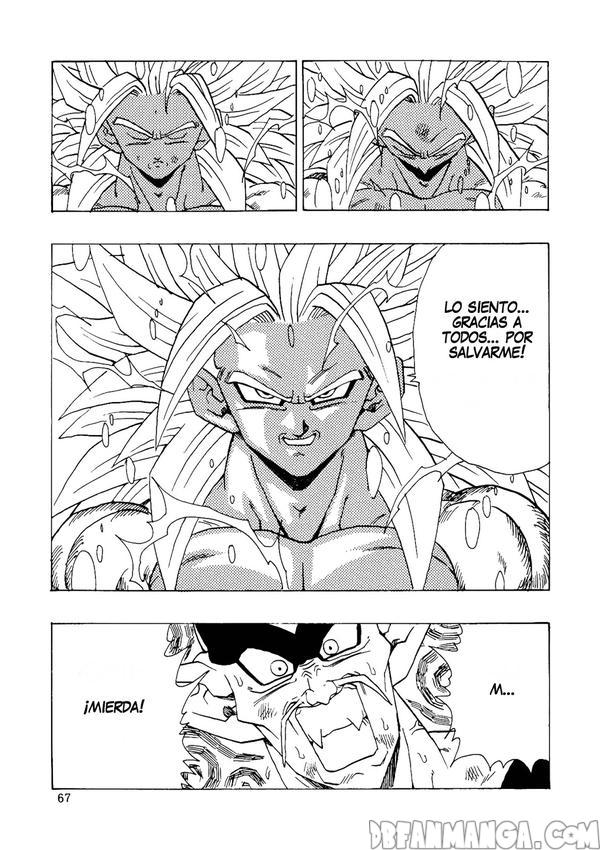 LO SIENTO...
GRACIAS A
TODOS... POR
SALVARME!
M...
¡MIERDA!
67
DBFANMANGA.COM